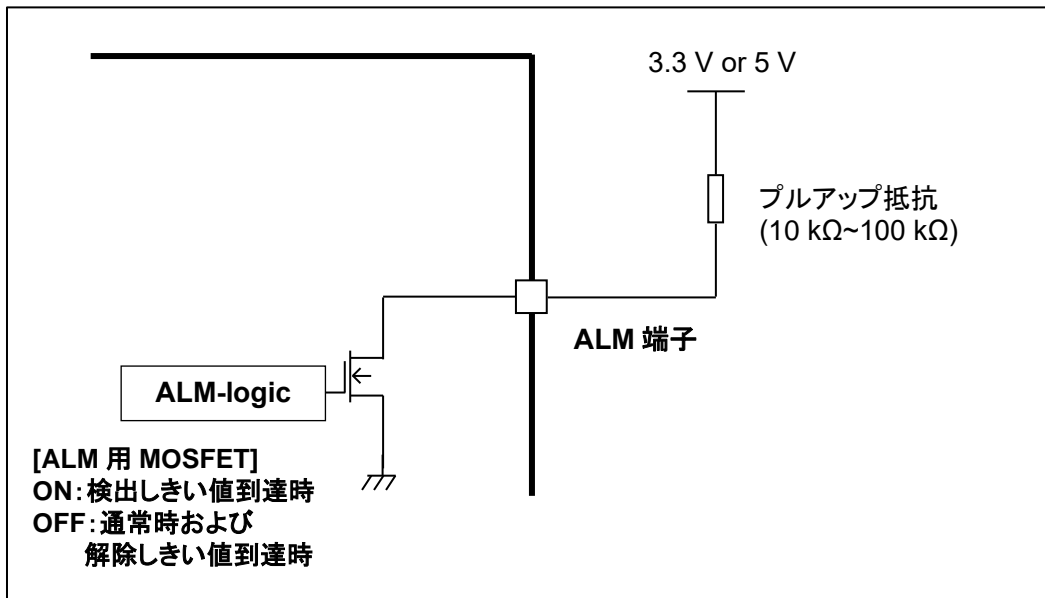 3.3 V or 5 V
プルアップ抵抗
(10 kΩ~100 kΩ)
ALM 端子
ALM-logic
[ALM 用 MOSFET]
ON:検出しきい値到達時
OFF:通常時および
解除しきい値到達時